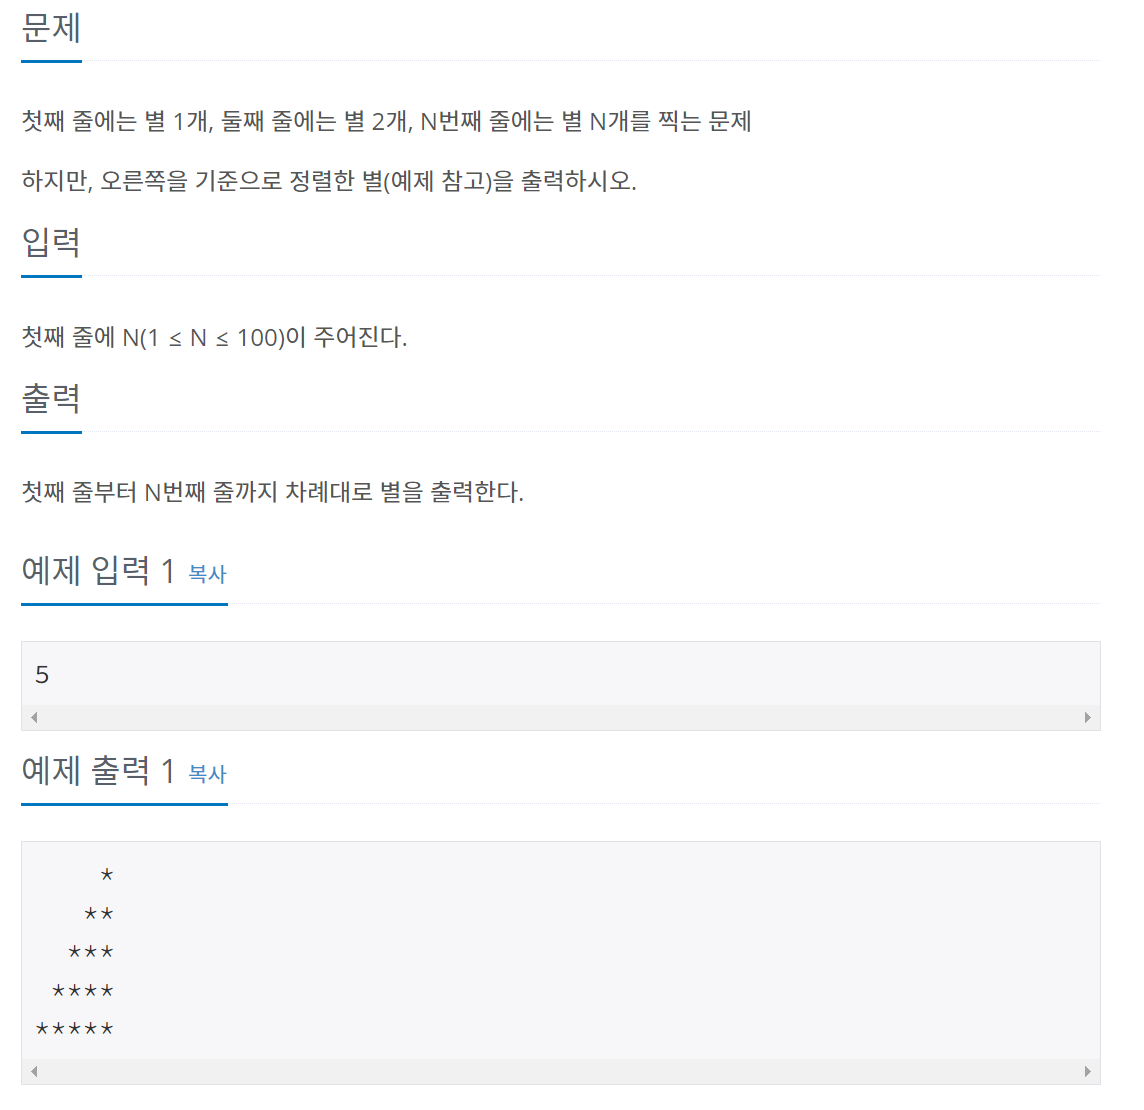 문제
첫째 줄에는 별 1개, 둘째 줄에는 별 2개, N번째 줄에는 별 N개를 찍는 문제
하지만, 오른쪽을 기준으로 정렬한 별(예제 참고)을 출력하시오.
입력
첫째 줄에 N(1 ≤ N ≤ 100)이 주어진다.
출력
첫째 줄부터 N번째 줄까지 차례대로 별을 출력한다.
예제 입력 1 복사
5
예제 출력 1 복사
    *
   **
  ***
 ****
*****